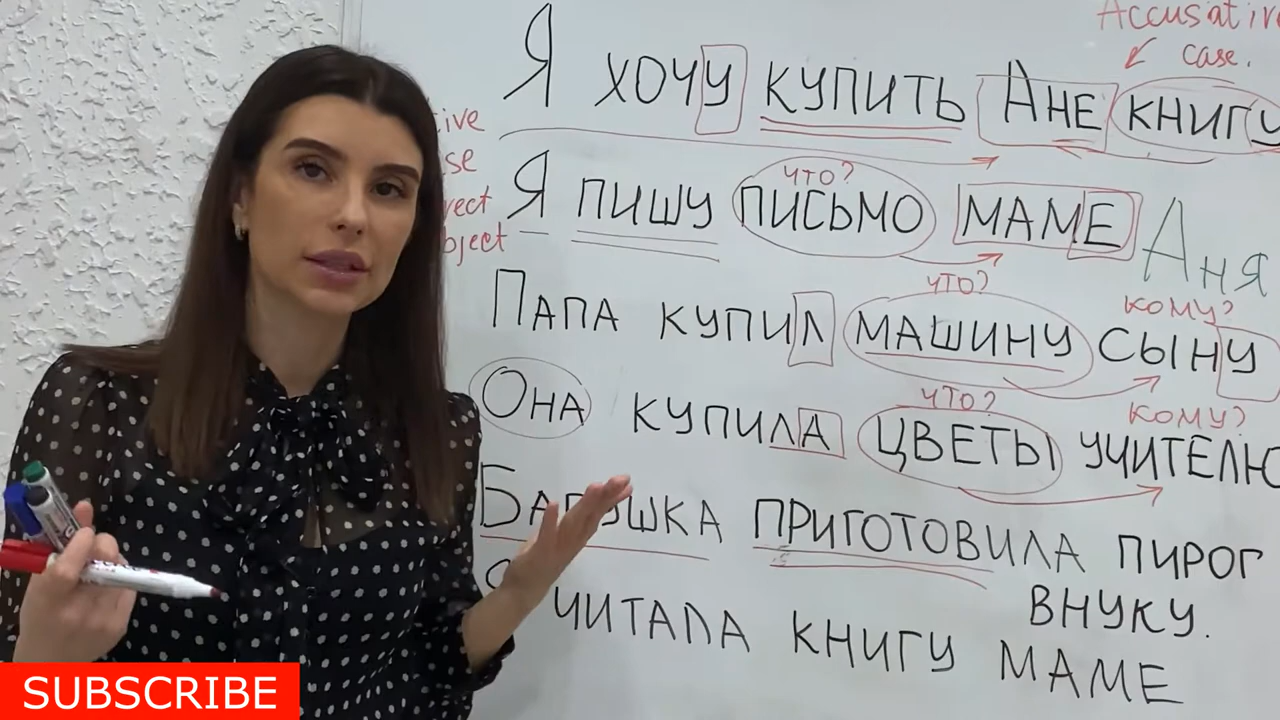 Accusative
case.
Я хочу купить Ане книгу
что?
Я пишу письмо маме Аня
что? кому?
Папа купил машину сыну
что? кому?
Она купила цветы учителю
Бабушка приготовила пирог
внуку.
читала книгу маме
object
SUBSCRIBE